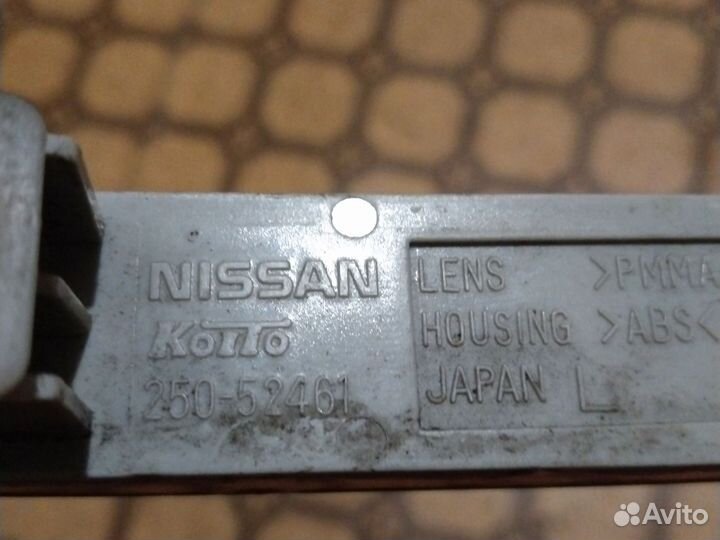 NISSAN
KOITO
250-52461
LENS >PMMA
HOUSING >ABS<
JAPAN L
Avito